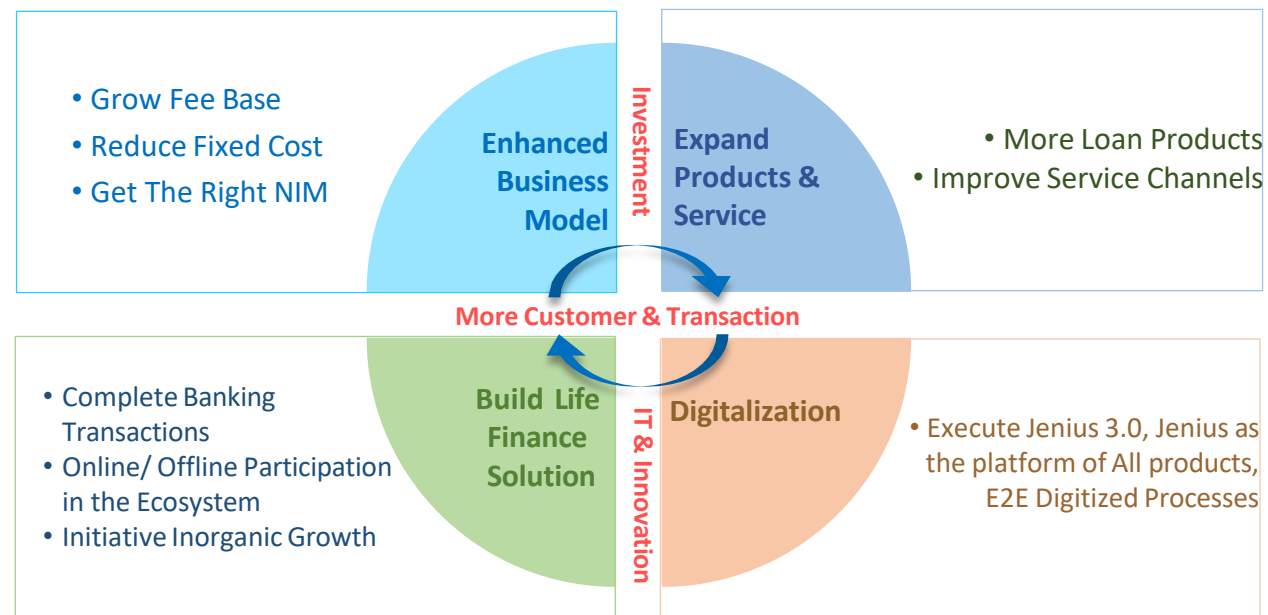 • Grow Fee Base
• Reduce Fixed Cost
• Get The Right NIM
Enhanced
Business
Model
Investment
Expand
Products &
Service
• More Loan Products
• Improve Service Channels
More Customer & Transaction
• Complete Banking
Transactions
• Online/ Offline Participation
in the Ecosystem
• Initiative Inorganic Growth
Build Life
Finance
Solution
IT & Innovation
Digitalization
• Execute Jenius 3.0, Jenius as
the platform of All products,
E2E Digitized Processes